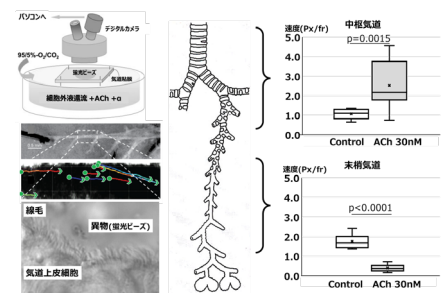 パソコンへ
デジタルカメラ
95/5%-O₂/CO₂
蛍光ビーズ
気道粘膜
細胞外液灌流 +ACh +α
線毛
異物(蛍光ビーズ)
気道上皮細胞
速度(Px/fr)
中枢気道
p=0.0015
5.0
4.0
3.0
2.0
1.0
0.0
Control
ACh 30nM
速度(Px/fr)
末梢気道
5.0
4.0
3.0
2.0
1.0
0.0
p<0.0001
Control
ACh 30nM